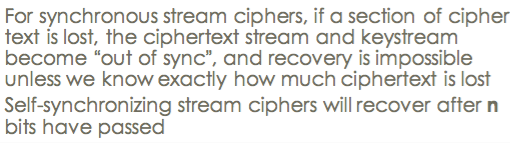 For synchronous stream ciphers, if a section of cipher
text is lost, the ciphertext stream and keystream
become “out of sync”, and recovery is impossible
unless we know exactly how much ciphertext is lost
Self-synchronizing stream ciphers will recover after n
bits have passed